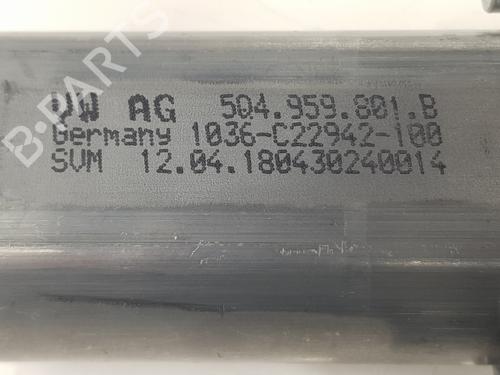 B-PARTS
VW AG 5Q4.959.801.B
Germany 1036-C22942-100
SVM 12.04.180430240014